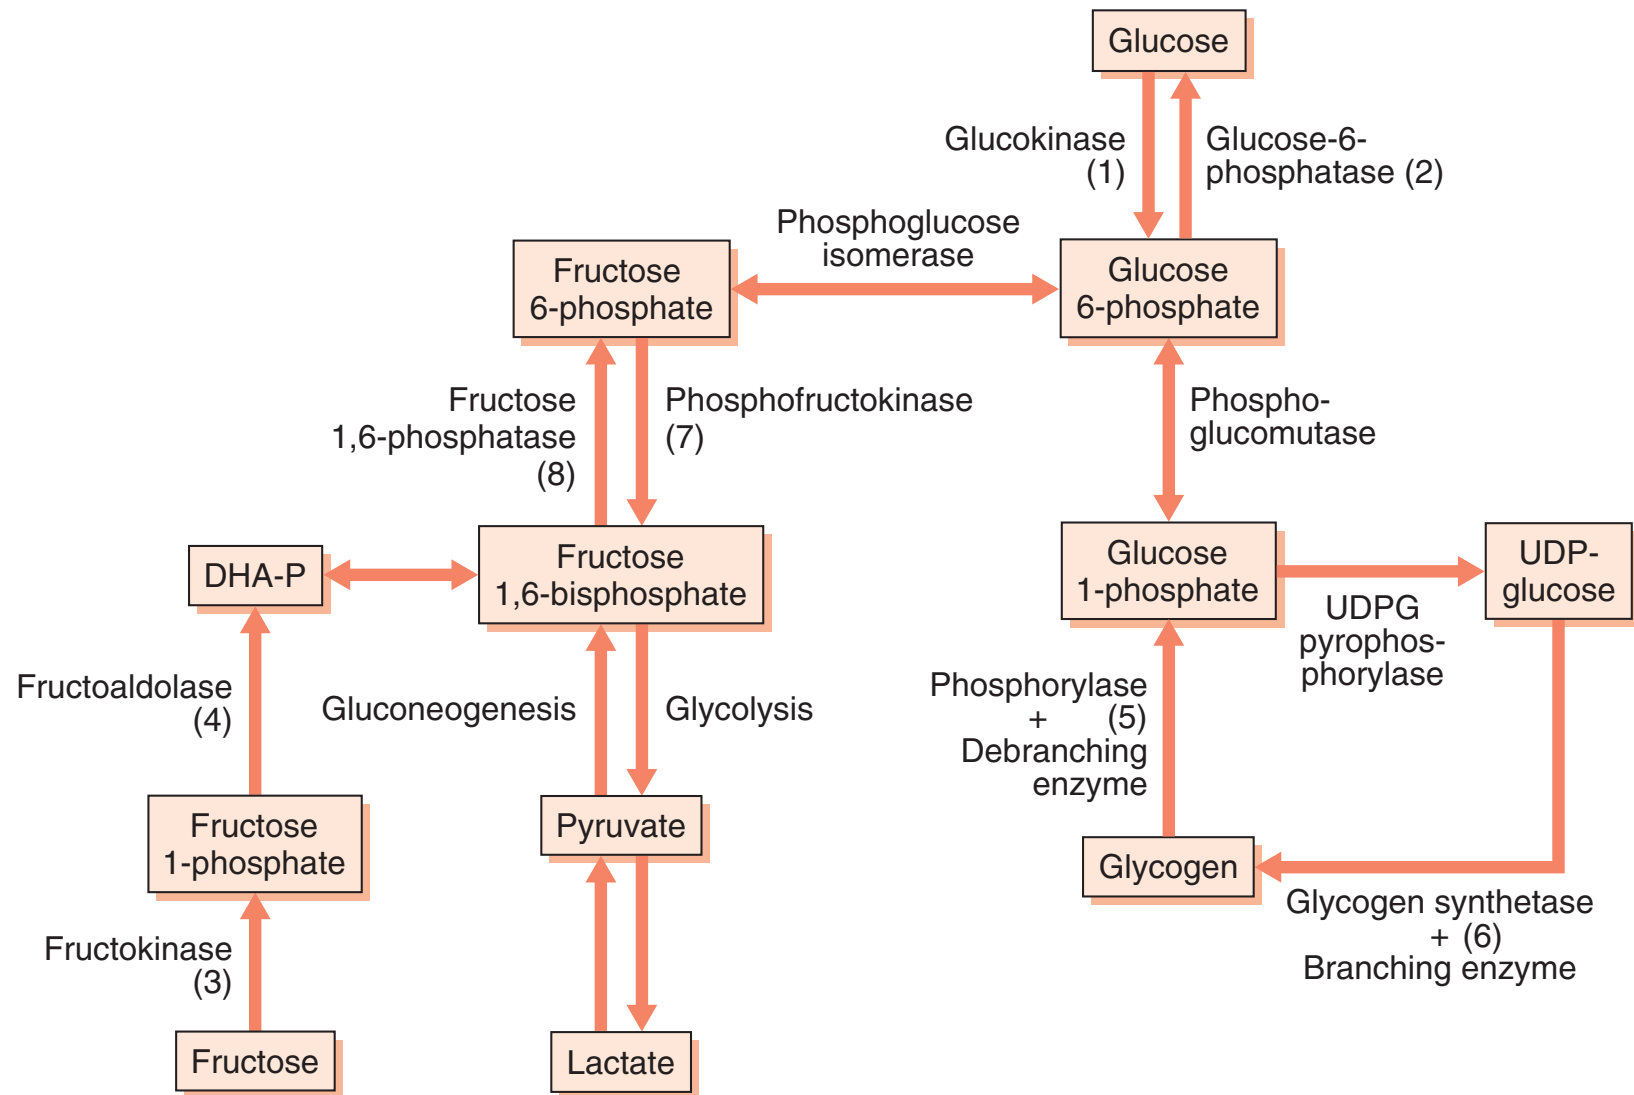 Glucose
Glucokinase
(1)
Glucose-6-
phosphatase (2)
Phosphoglucose
isomerase
Fructose
6-phosphate
Glucose
6-phosphate
Fructose
1,6-phosphatase
(8)
Phosphofructokinase
(7)
Phospho-
glucomutase
DHA-P
Fructose
1,6-bisphosphate
Glucose
1-phosphate
UDP-
glucose
UDPG
pyrophos-
phorylase
Fructoaldolase
(4)
Gluconeogenesis
Glycolysis
Phosphorylase
+ (5)
Debranching
enzyme
Fructose
1-phosphate
Pyruvate
Glycogen
Glycogen synthetase
+ (6)
Branching enzyme
Fructokinase
(3)
Fructose
Lactate